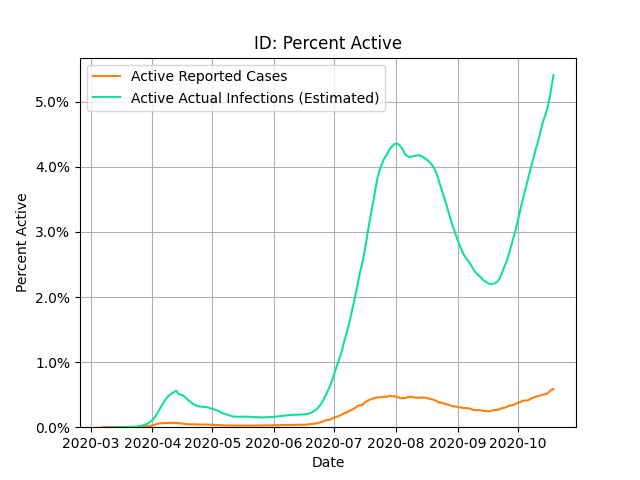 ID: Percent Active
Active Reported Cases
Active Actual Infections (Estimated)
5.0%
4.0%
3.0%
2.0%
1.0%
0.0%
Percent Active
2020-03 2020-04 2020-05 2020-06 2020-07 2020-08 2020-09 2020-10
Date